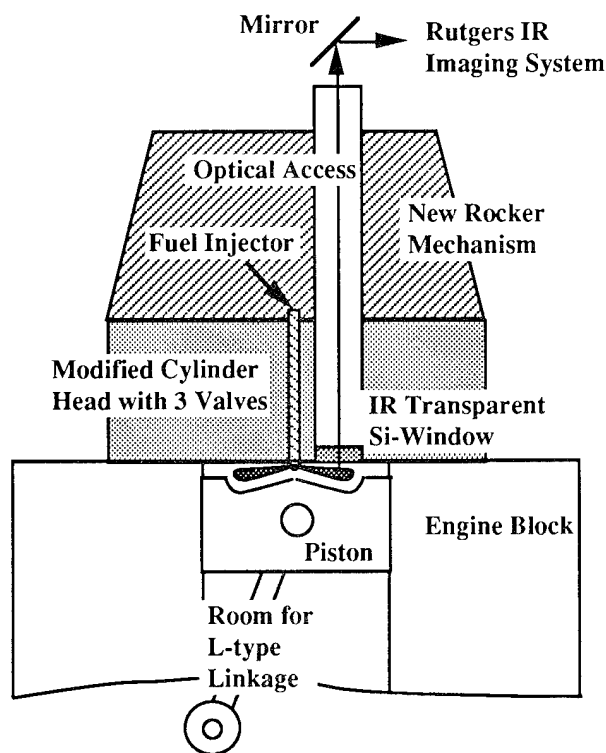 Mirror
Rutgers IR
Imaging System
Optical Access
New Rocker
Mechanism
Fuel Injector
Modified Cylinder
Head with 3 Valves
IR Transparent
Si-Window
Engine Block
Piston
Room for
L-type
Linkage